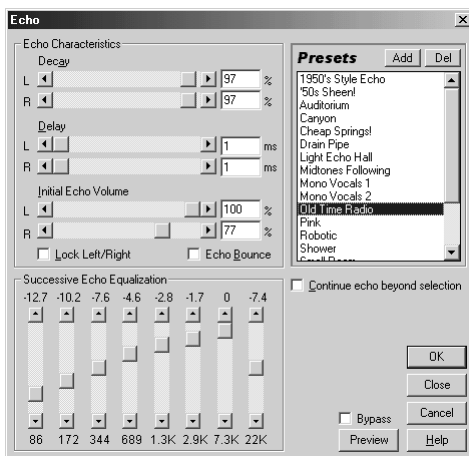 Echo
Echo Characteristics
Decay
L 97 %
R 97 %
Delay
L 1 ms
R 1 ms
Initial Echo Volume
L 100 %
R 77 %
Lock Left/Right Echo Bounce
Presets Add Del
1950's Style Echo
'50s Sheen!
Auditorium
Canyon
Cheap Springs!
Drain Pipe
Light Echo Hall
Midtones Following
Mono Vocals 1
Mono Vocals 2
Old Time Radio
Pink
Robotic
Shower
Small Room
Successive Echo Equalization
-12.7 -10.2 -7.6 -4.6 -2.8 -1.7 0 -7.4
86 172 344 689 1.3K 2.9K 7.3K 22K
Continue echo beyond selection
OK
Close
Bypass Cancel
Preview Help